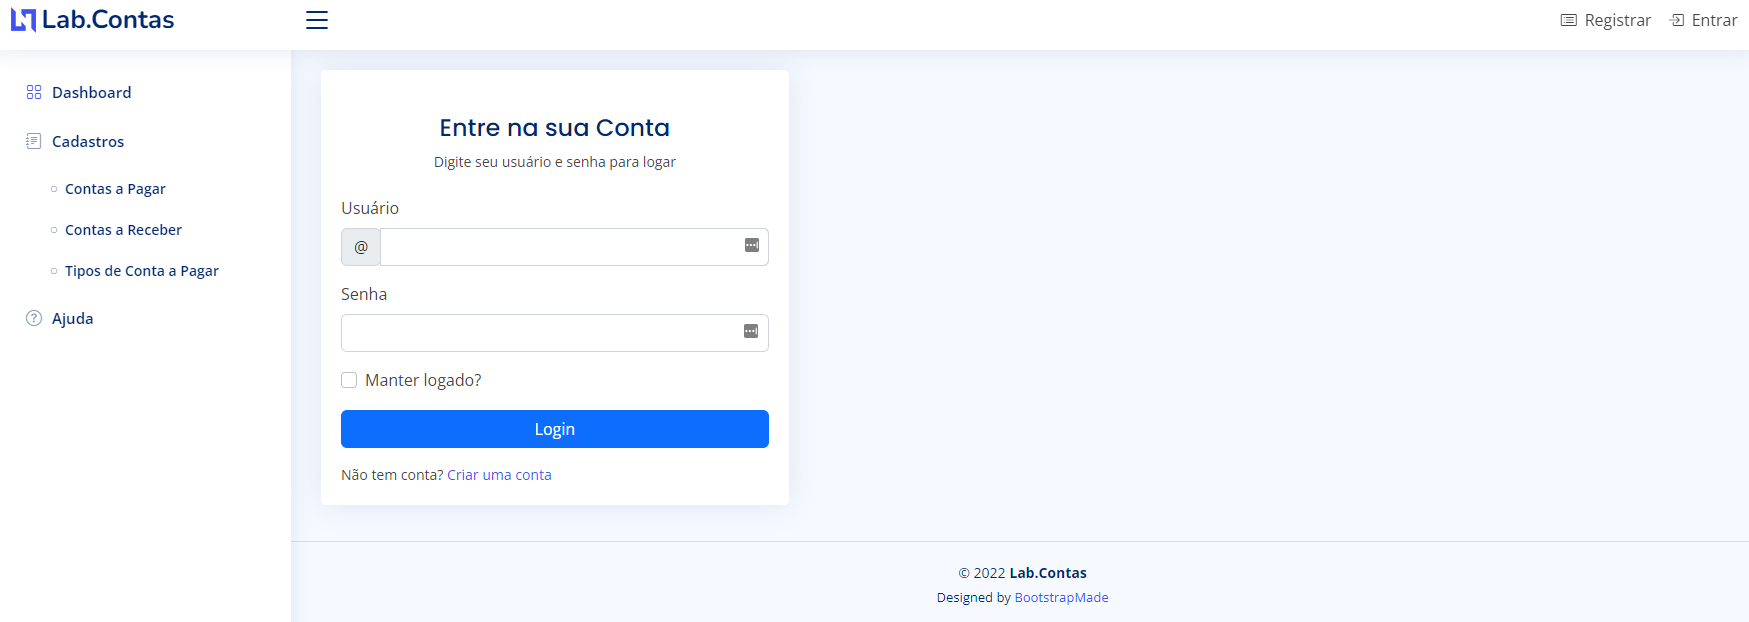 Lab.Contas
Registrar
Entrar
Dashboard
Cadastros
Contas a Pagar
Contas a Receber
Tipos de Conta a Pagar
Ajuda
Entre na sua Conta
Digite seu usuário e senha para logar
Usuário
@
Senha
Manter logado?
Login
Não tem conta? Criar uma conta
© 2022 Lab.Contas
Designed by BootstrapMade